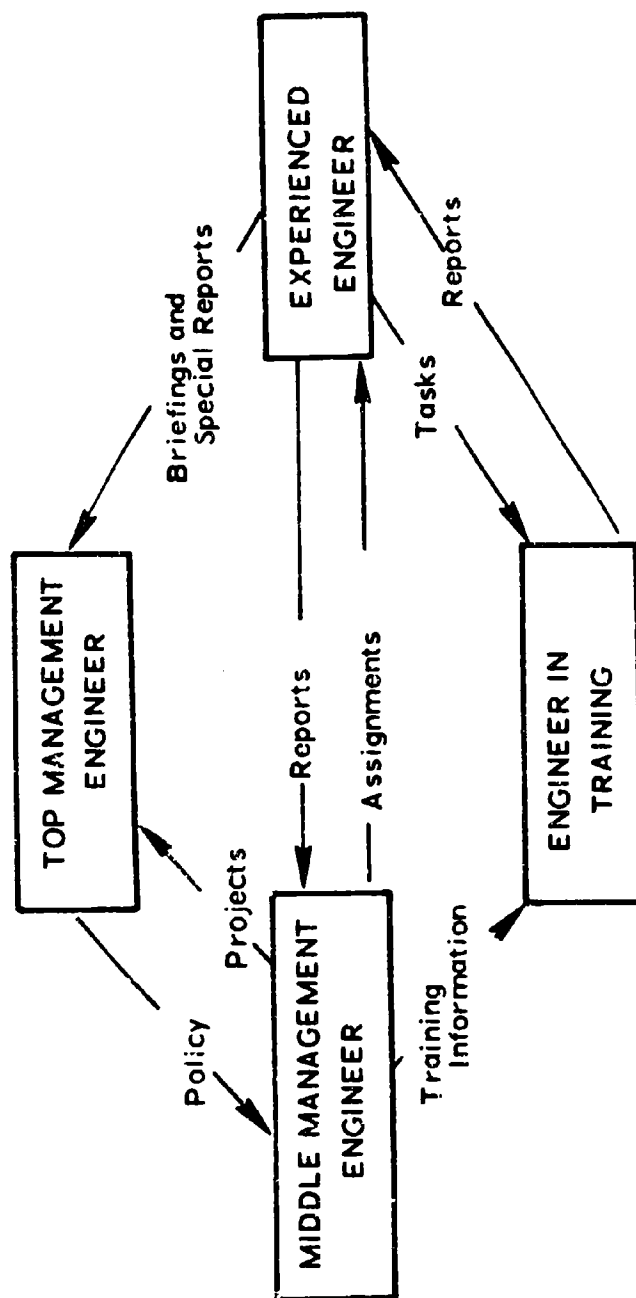 TOP MANAGEMENT
ENGINEER
Policy
Projects
Briefings and
Special Reports
MIDDLE MANAGEMENT
ENGINEER
Reports
Assignments
EXPERIENCED
ENGINEER
Training
Information
Tasks
Reports
ENGINEER IN
TRAINING